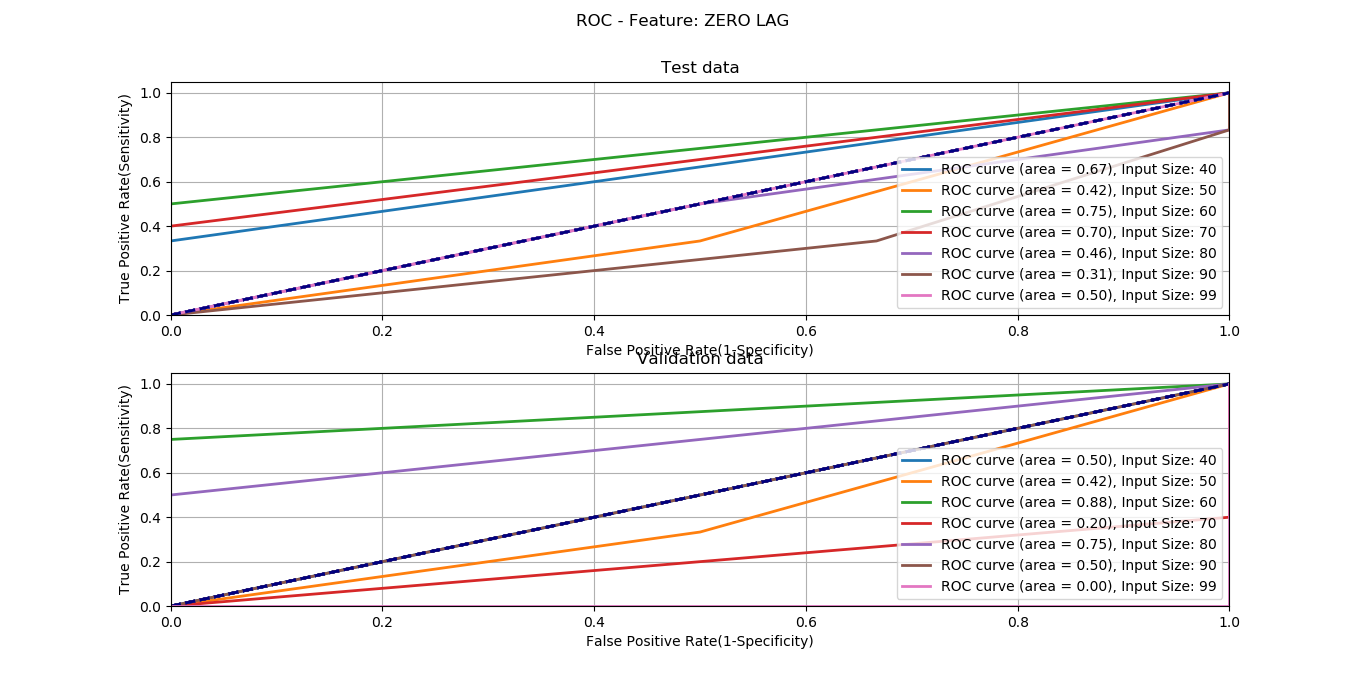 ROC - Feature: ZERO LAG
Test data
True Positive Rate(Sensitivity)
1.0
0.8
0.6
0.4
0.2
0.0
ROC curve (area = 0.67), Input Size: 40
ROC curve (area = 0.42), Input Size: 50
ROC curve (area = 0.75), Input Size: 60
ROC curve (area = 0.70), Input Size: 70
ROC curve (area = 0.46), Input Size: 80
ROC curve (area = 0.31), Input Size: 90
ROC curve (area = 0.50), Input Size: 99
0.0 0.2 0.4 0.6 0.8 1.0
False Positive Rate(1-Specificity)
Validation data
True Positive Rate(Sensitivity)
1.0
0.8
0.6
0.4
0.2
0.0
ROC curve (area = 0.50), Input Size: 40
ROC curve (area = 0.42), Input Size: 50
ROC curve (area = 0.88), Input Size: 60
ROC curve (area = 0.20), Input Size: 70
ROC curve (area = 0.75), Input Size: 80
ROC curve (area = 0.50), Input Size: 90
ROC curve (area = 0.00), Input Size: 99
0.0 0.2 0.4 0.6 0.8 1.0
False Positive Rate(1-Specificity)